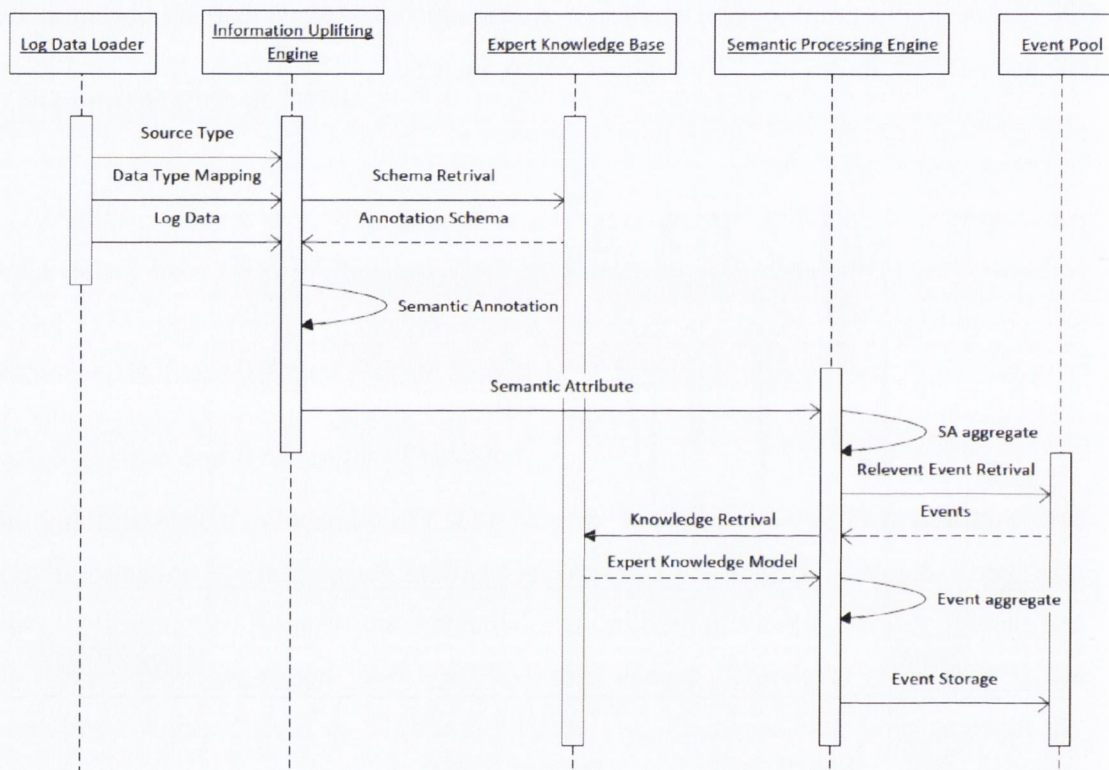 Log Data Loader
Information Uplifting
Engine
Expert Knowledge Base
Semantic Processing Engine
Event Pool
Source Type
Data Type Mapping
Schema Retrival
Log Data
Annotation Schema
Semantic Annotation
Semantic Attribute
SA aggregate
Relevent Event Retrival
Events
Knowledge Retrival
Expert Knowledge Model
Event aggregate
Event Storage